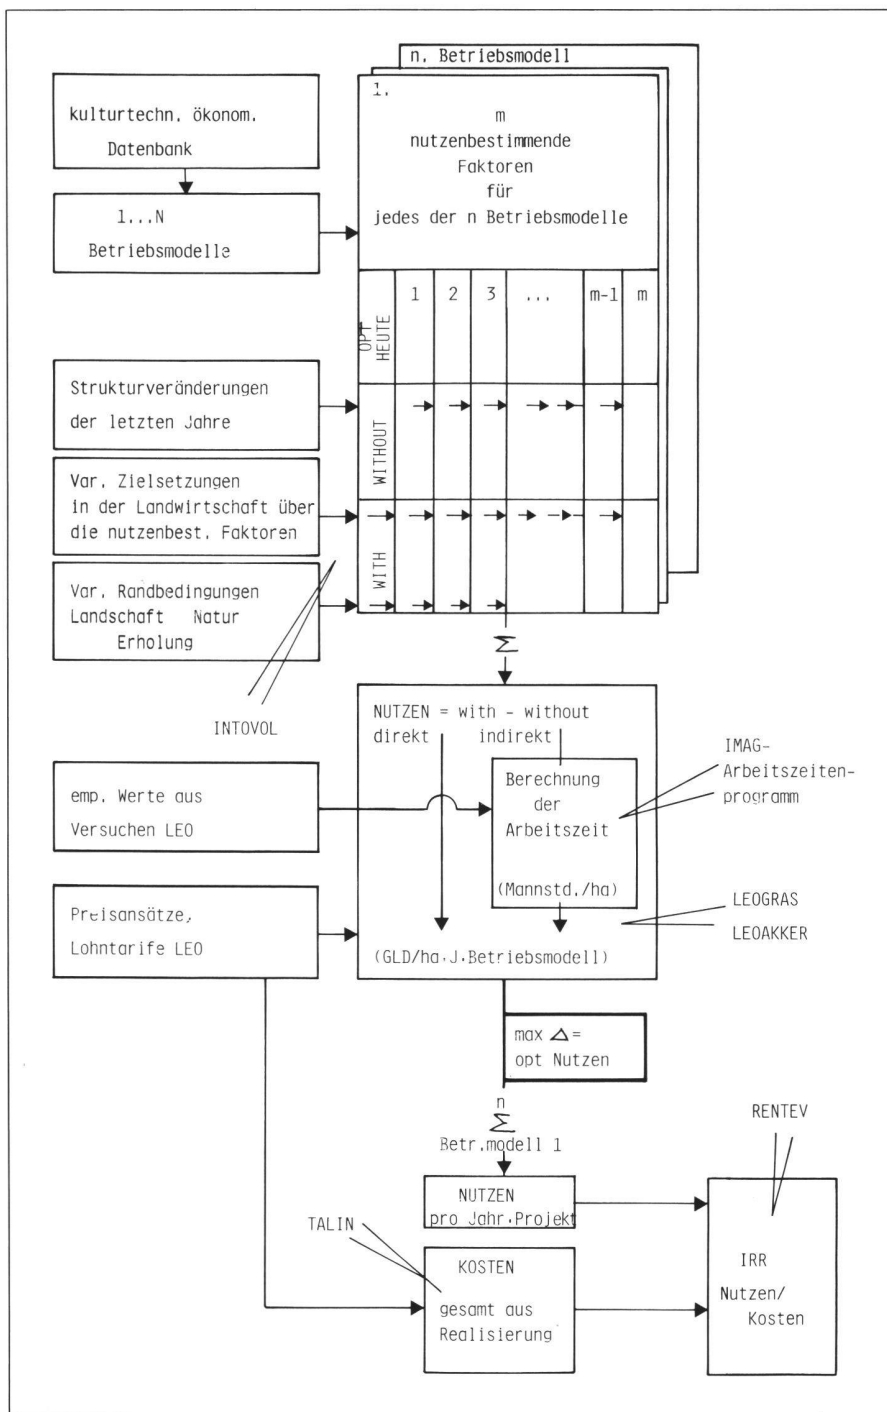 n. Betriebsmodell
1.
kulturtechn. ökonom.
Datenbank
m
nutzenbestimmende
Faktoren
für
jedes der n Betriebsmodelle
1...N
Betriebsmodelle
OPT
HEUTE
1 2 3 ... m-1 m
Strukturveränderungen
der letzten Jahre
WITHOUT
Var. Zielsetzungen
in der Landwirtschaft über
die nutzenbest. Faktoren
WITH
Var. Randbedingungen
Landschaft Natur
Erholung
Σ
INTOVOL
NUTZEN = with - without
direkt indirekt
IMAG-
Arbeitszeiten-
programm
emp. Werte aus
Versuchen LEO
Berechnung
der
Arbeitszeit
(Mannstd./ha)
LEOGRAS
LEOAKKER
Preisansätze,
Lohntarife LEO
(GLD/ha.J.Betriebsmodell)
max Δ =
opt Nutzen
n
Σ
Betr.modell 1
RENTEV
NUTZEN
pro Jahr.Projekt
TALIN
KOSTEN
gesamt aus
Realisierung
IRR
Nutzen/
Kosten